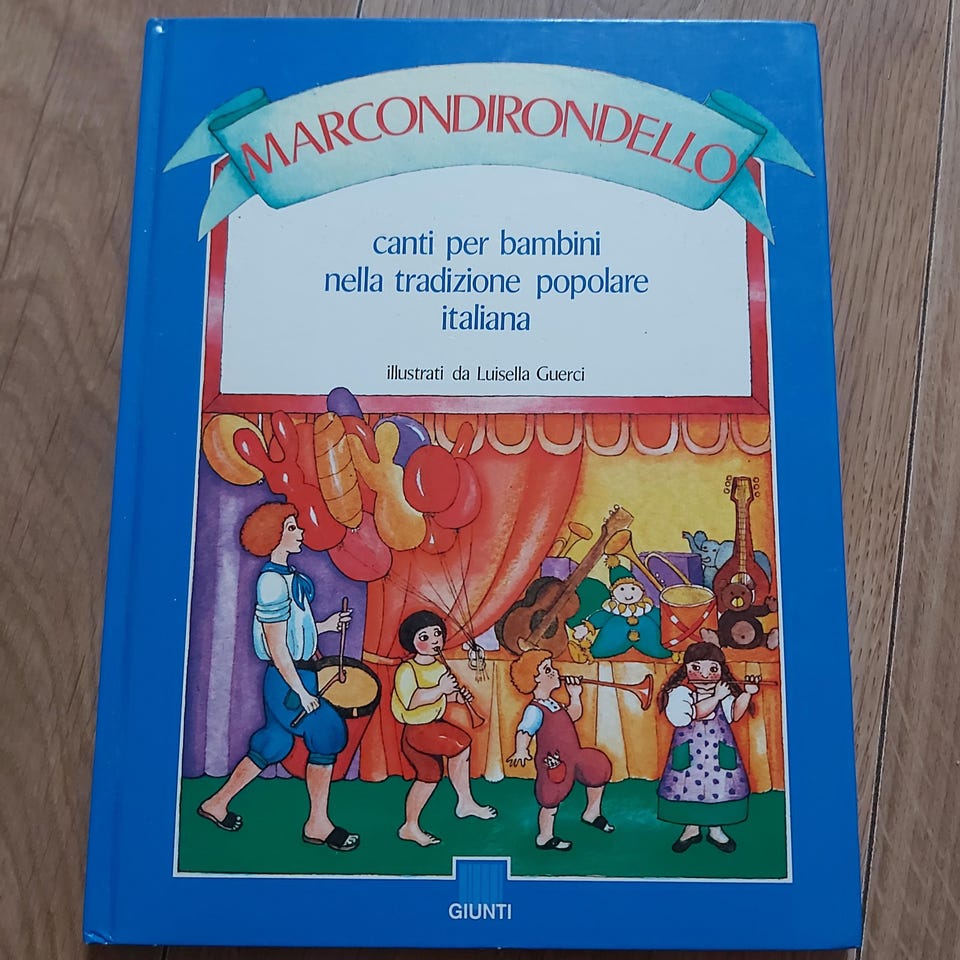 MARCONDIRONDELLO
canti per bambini
nella tradizione popolare
italiana
illustrati da Luisella Guerci
GIUNTI